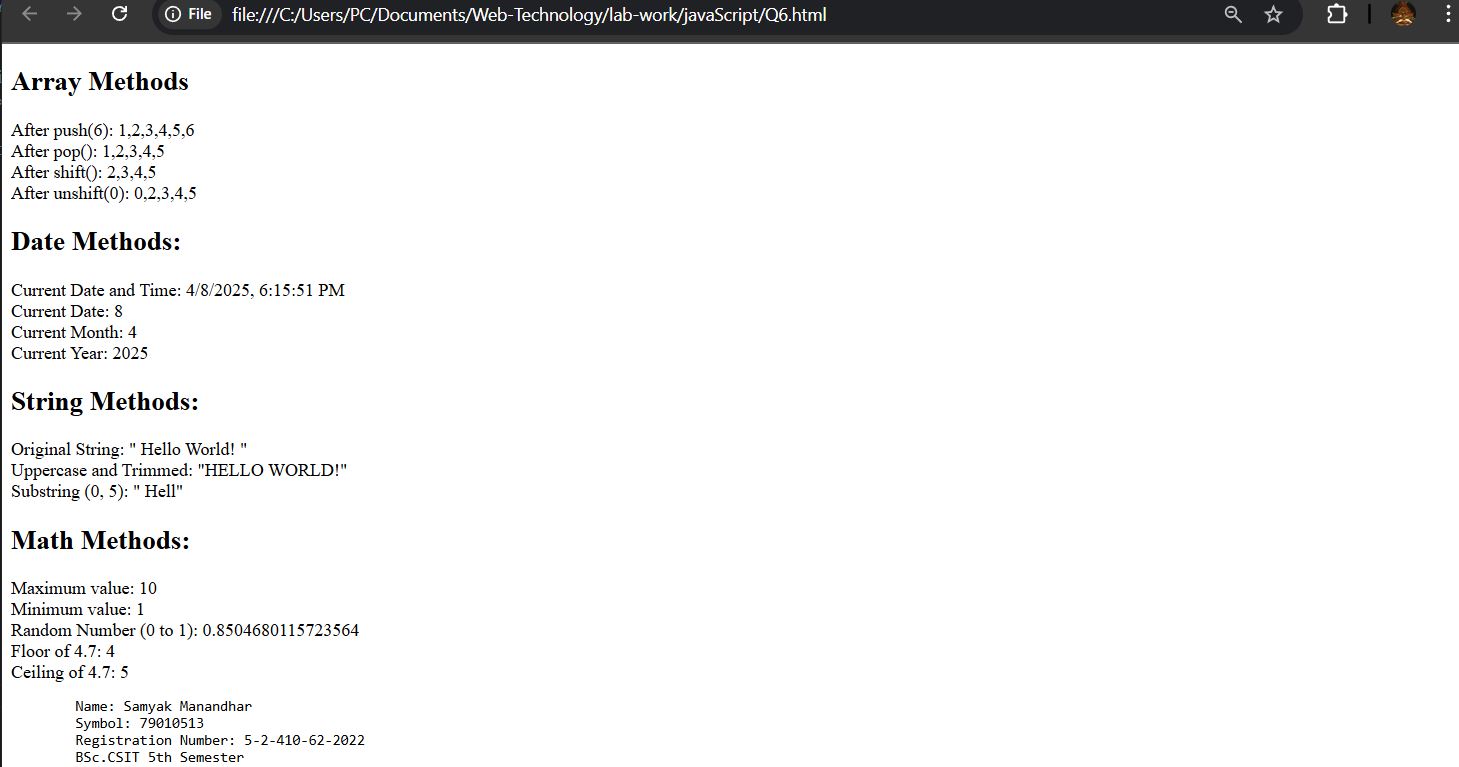 File file:///C:/Users/PC/Documents/Web-Technology/lab-work/javaScript/Q6.html
Array Methods
After push(6): 1,2,3,4,5,6
After pop(): 1,2,3,4,5
After shift(): 2,3,4,5
After unshift(0): 0,2,3,4,5
Date Methods:
Current Date and Time: 4/8/2025, 6:15:51 PM
Current Date: 8
Current Month: 4
Current Year: 2025
String Methods:
Original String: " Hello World! "
Uppercase and Trimmed: "HELLO WORLD!"
Substring (0, 5): " Hell"
Math Methods:
Maximum value: 10
Minimum value: 1
Random Number (0 to 1): 0.8504680115723564
Floor of 4.7: 4
Ceiling of 4.7: 5
Name: Samyak Manandhar
Symbol: 79010513
Registration Number: 5-2-410-62-2022
BSc.CSIT 5th Semester